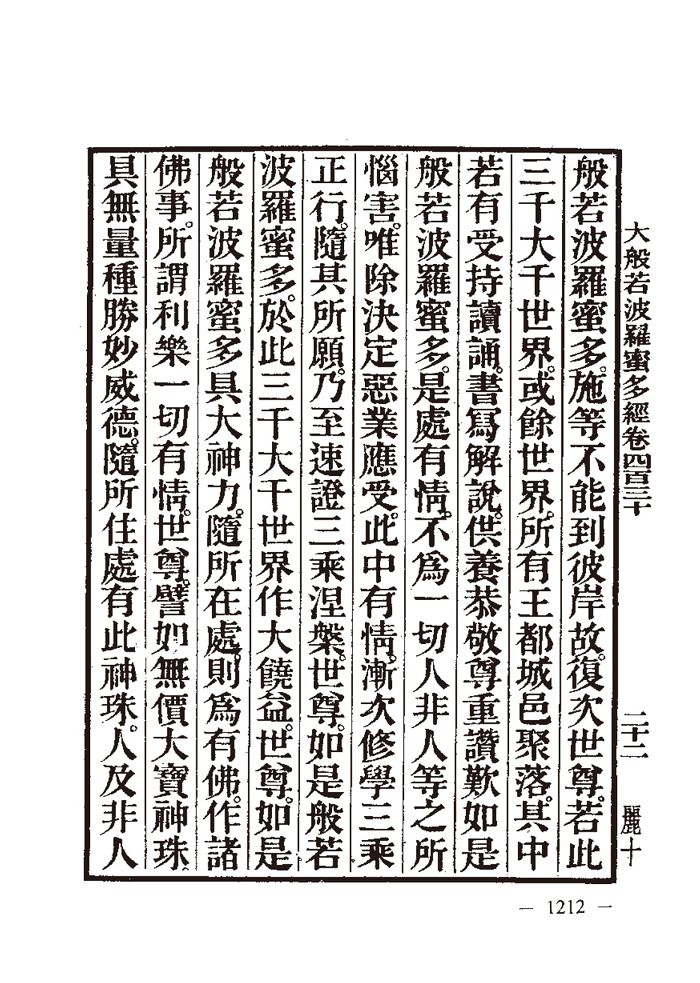 大般若波羅蜜多經卷四百三十 二十二 麗十
般若波羅蜜多。施等不能到彼岸故。復次世尊。若此
三千大千世界。或餘世界。所有王都城邑聚落。其中
若有受持讀誦。書寫解說。供養恭敬尊重讚歎如是
般若波羅蜜多。是處有情。不爲一切人非人等之所
惱害。唯除決定惡業應受。此中有情。漸次修學三乘
正行。隨其所願。乃至速證三乘涅槃。世尊。如是般若
波羅蜜多。於此三千大千世界作大饒益。世尊。如是
般若波羅蜜多具大神力。隨所在處。則爲有佛。作諸
佛事。所謂利樂一切有情。世尊。譬如無價大寶神珠
具無量種勝妙威德。隨所住處有此神珠。人及非人
— 1212 —